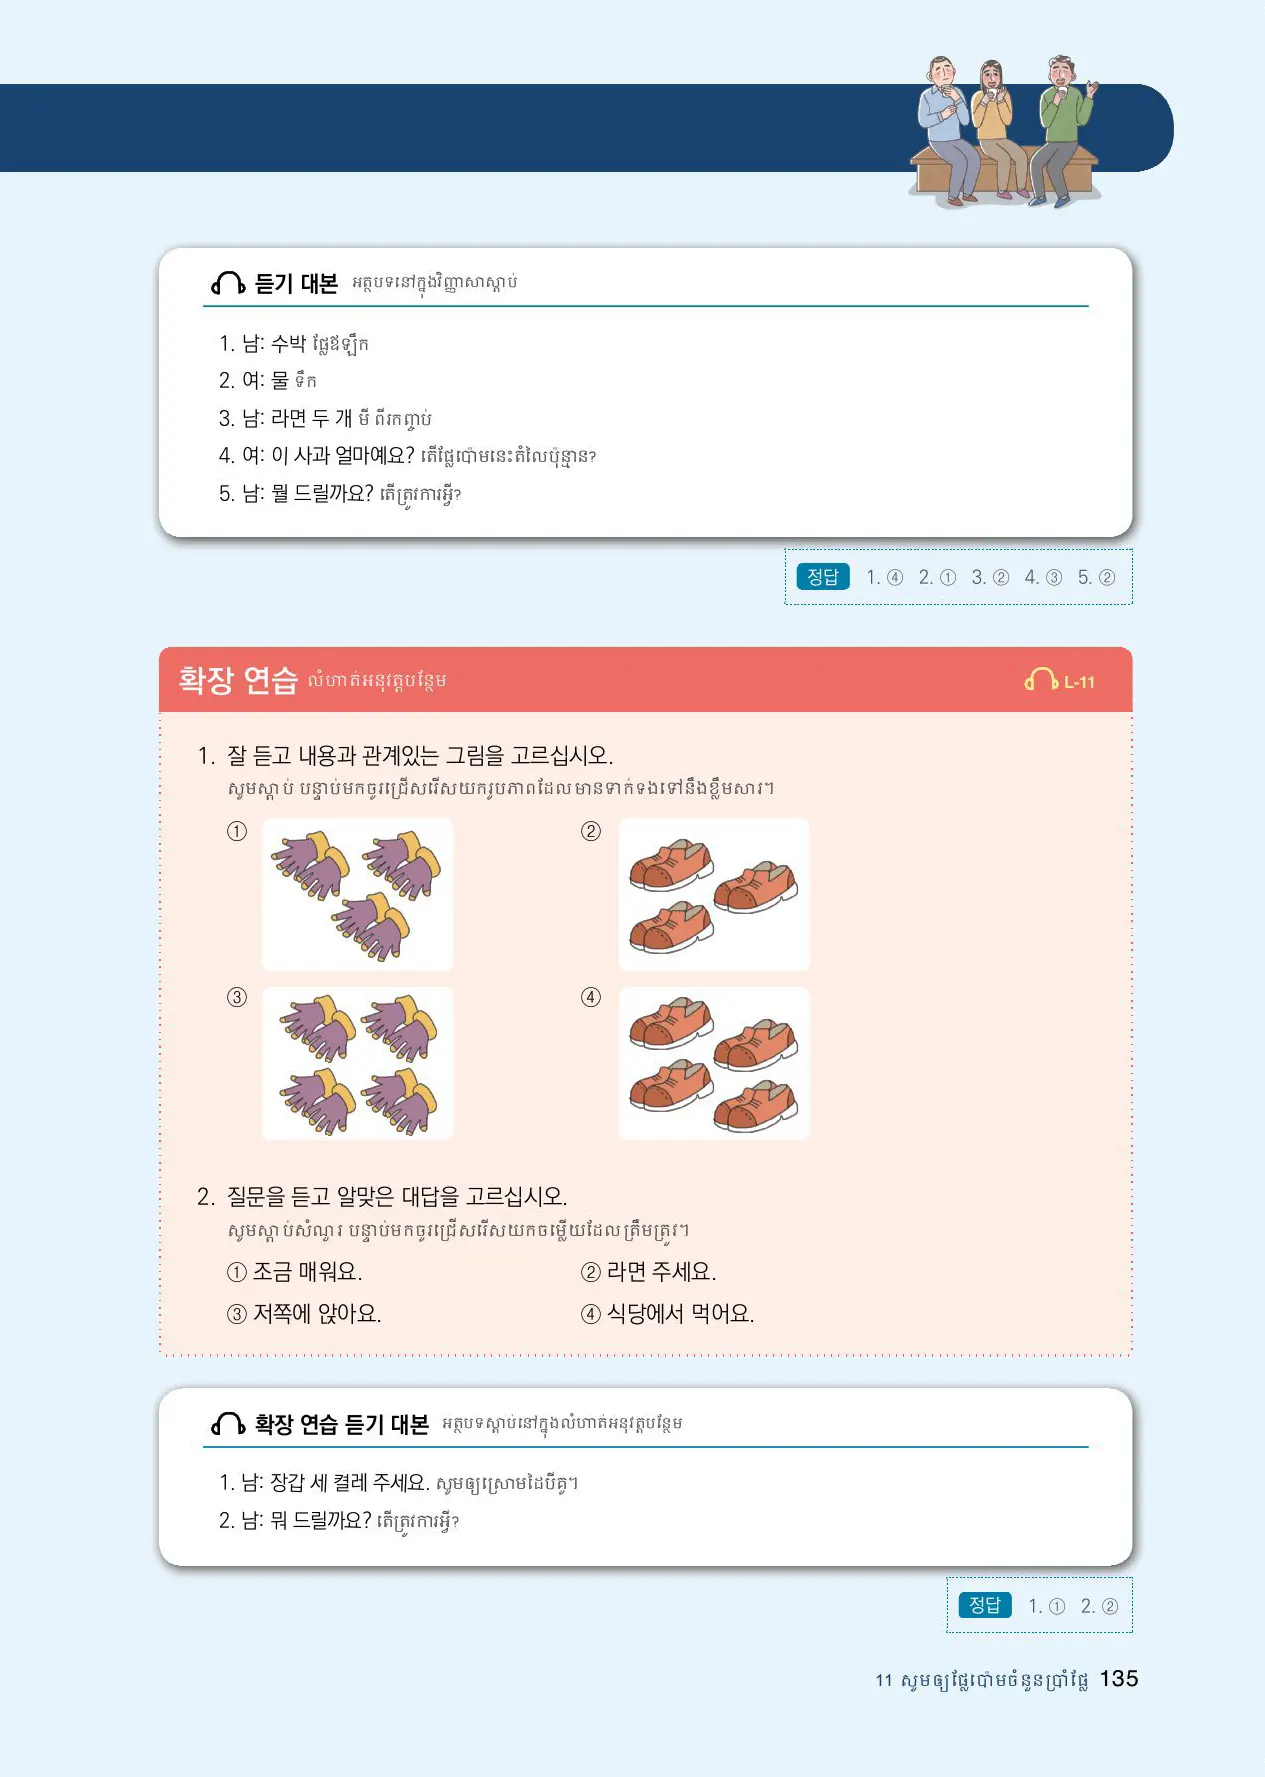 듣기 대본 អត្ថបទនៅក្នុងវិញ្ញាសាស្តាប់
1. 남: 수박 ផ្លែឪឡឹក
2. 여: 물 ទឹក
3. 남: 라면 두 개 មី ពីរកញ្ចប់
4. 여: 이 사과 얼마예요? តើផ្លែប៉ោមនេះតំលៃប៉ុន្មាន?
5. 남: 뭘 드릴까요? តើត្រូវការអ្វី?
정답 1. ④ 2. ① 3. ② 4. ③ 5. ②
확장 연습 លំហាត់អនុវត្តបន្ថែម L-11
1. 잘 듣고 내용과 관계있는 그림을 고르십시오.
សូមស្តាប់ បន្ទាប់មកចូរជ្រើសរើសយករូបភាពដែលមានទាក់ទងទៅនឹងខ្លឹមសារ។
① ②
③ ④
2. 질문을 듣고 알맞은 대답을 고르십시오.
សូមស្តាប់សំណួរ បន្ទាប់មកចូរជ្រើសរើសយកចម្លើយដែលត្រឹមត្រូវ។
① 조금 매워요. ② 라면 주세요.
③ 저쪽에 앉아요. ④ 식당에서 먹어요.
확장 연습 듣기 대본 អត្ថបទស្តាប់នៅក្នុងលំហាត់អនុវត្តបន្ថែម
1. 남: 장갑 세 켤레 주세요. សូមឲ្យស្រោមដៃបីគូ។
2. 남: 뭐 드릴까요? តើត្រូវការអ្វី?
정답 1. ① 2. ②
11 សូមឲ្យផ្លែប៉ោមចំនួនប្រាំផ្លែ 135